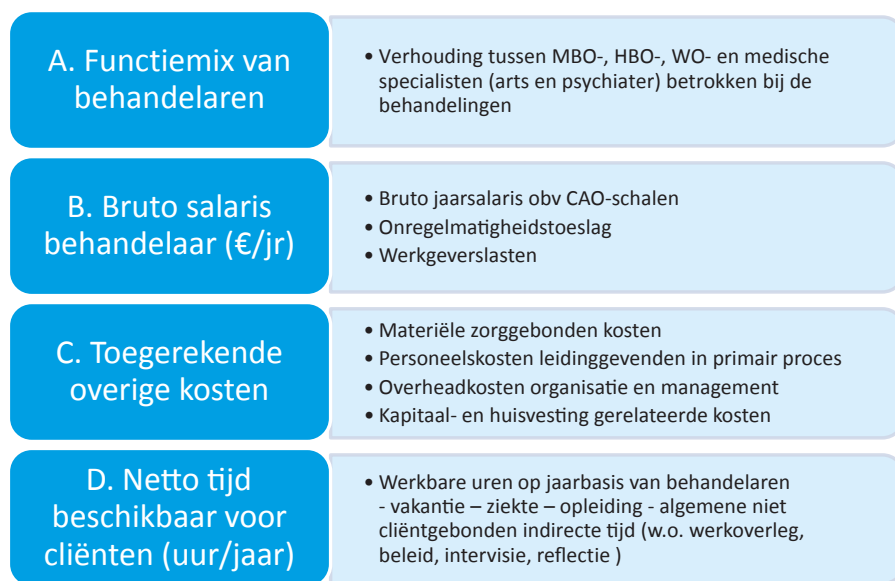 A. Functiemix van
behandelaren
• Verhouding tussen MBO-, HBO-, WO- en medische
specialisten (arts en psychiater) betrokken bij de
behandelingen
B. Bruto salaris
behandelaar (€/jr)
• Bruto jaarsalaris obv CAO-schalen
• Onregelmatigheidstoeslag
• Werkgeverslasten
C. Toegerekende
overige kosten
• Materiële zorggebonden kosten
• Personeelskosten leidinggevenden in primair proces
• Overheadkosten organisatie en management
• Kapitaal- en huisvesting gerelateerde kosten
D. Netto tijd
beschikbaar voor
cliënten (uur/jaar)
• Werkbare uren op jaarbasis van behandelaren
- vakantie – ziekte – opleiding - algemene niet
cliëntgebonden indirecte tijd (w.o. werkoverleg,
beleid, intervisie, reflectie )